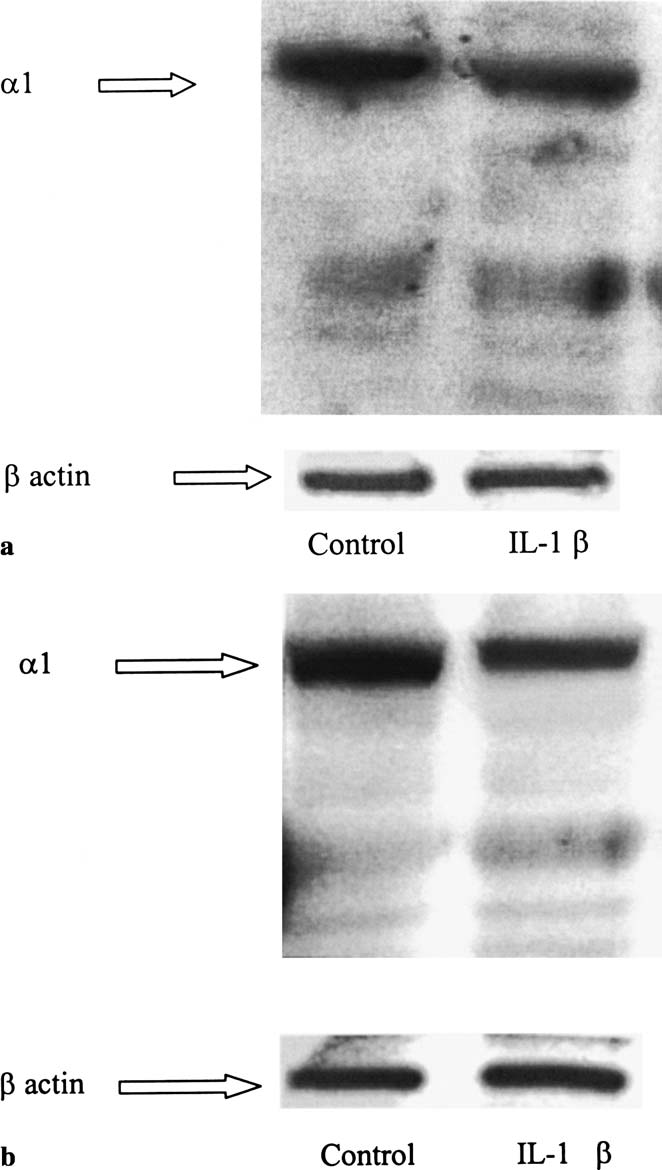 α1
β actin
Control IL-1 β
a
α1
β actin
Control IL-1 β
b